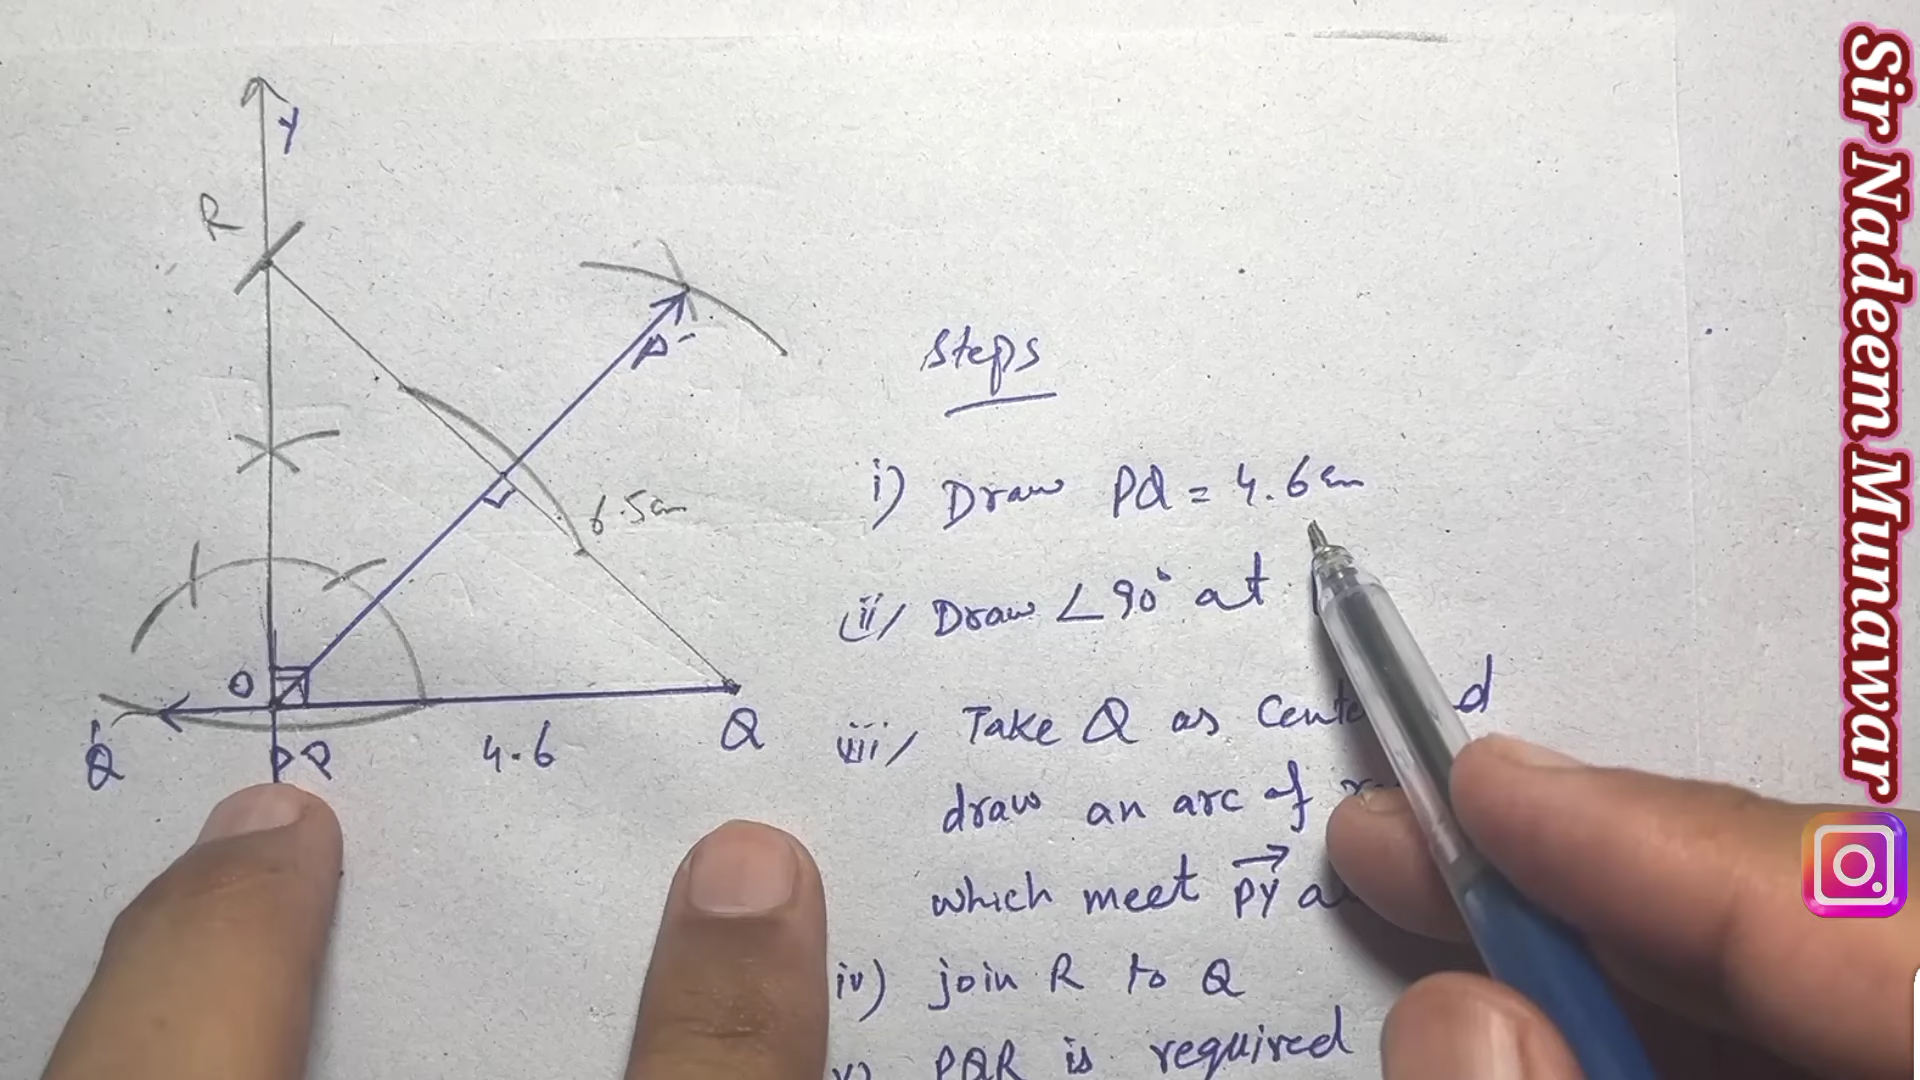 Y
R
P'
6.5cm
O
Q'
P
4.6
Q
Steps
i) Draw PQ = 4.6cm
ii/ Draw ∠90° at
iii/ Take Q as
draw an arc of
which meet PY
iv) join R to Q
v) PQR is required
Sir Nadeem Munawar